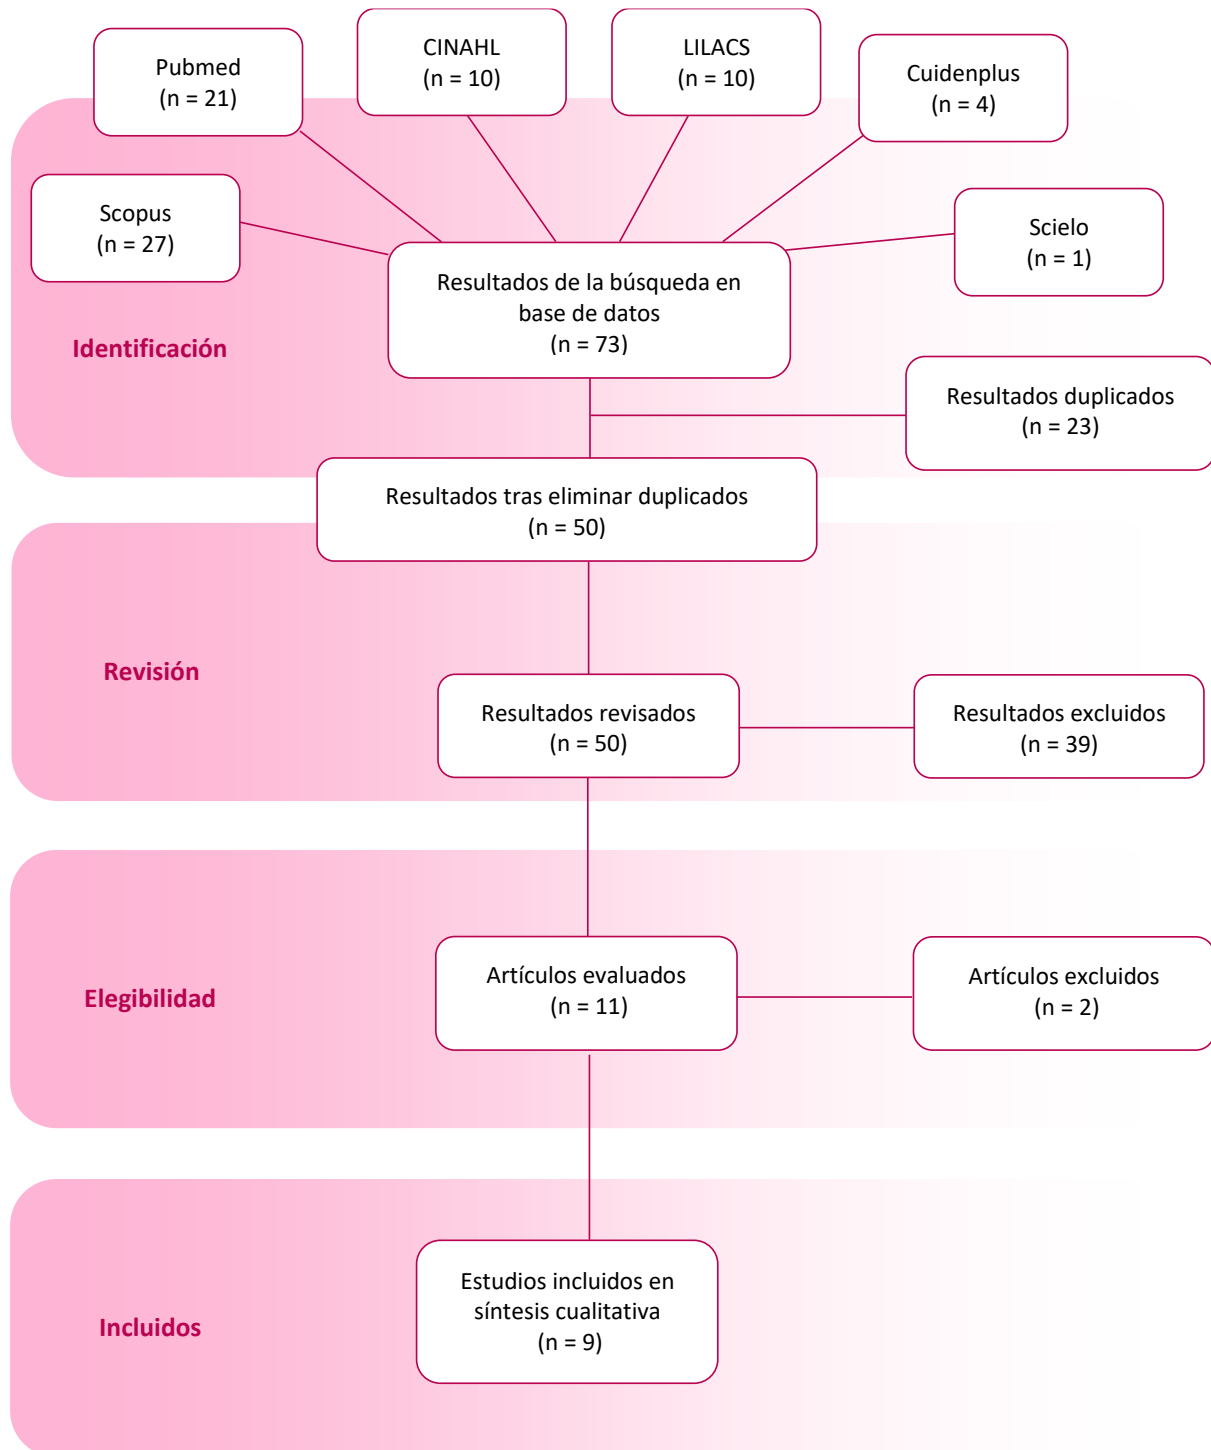 CINAHL
(n = 10)
LILACS
(n = 10)
Pubmed
(n = 21)
Cuidenplus
(n = 4)
Scopus
(n = 27)
Scielo
(n = 1)
Resultados de la búsqueda en
base de datos
(n = 73)
Identificación
Resultados duplicados
(n = 23)
Resultados tras eliminar duplicados
(n = 50)
Revisión
Resultados revisados
(n = 50)
Resultados excluidos
(n = 39)
Elegibilidad
Artículos evaluados
(n = 11)
Artículos excluidos
(n = 2)
Incluidos
Estudios incluidos en
síntesis cualitativa
(n = 9)